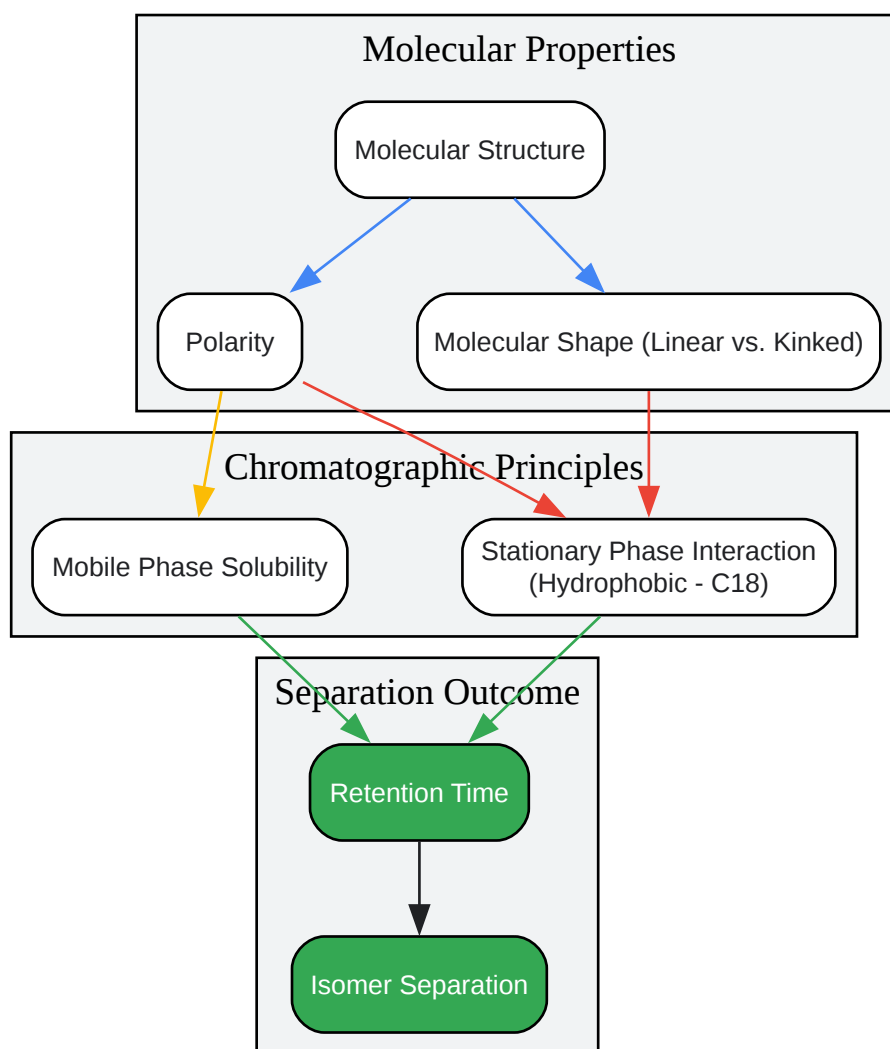 Molecular Properties
Molecular Structure
Polarity
Molecular Shape (Linear vs. Kinked)
Chromatographic Principles
Mobile Phase Solubility
Stationary Phase Interaction
(Hydrophobic - C18)
Separation Outcome
Retention Time
Isomer Separation